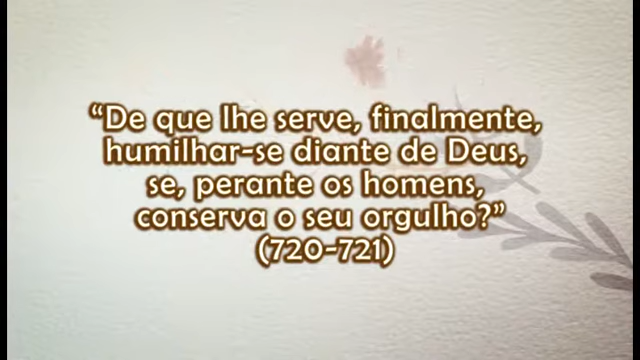 “De que lhe serve, finalmente,
humilhar-se diante de Deus,
se, perante os homens,
conserva o seu orgulho?”
(720-721)